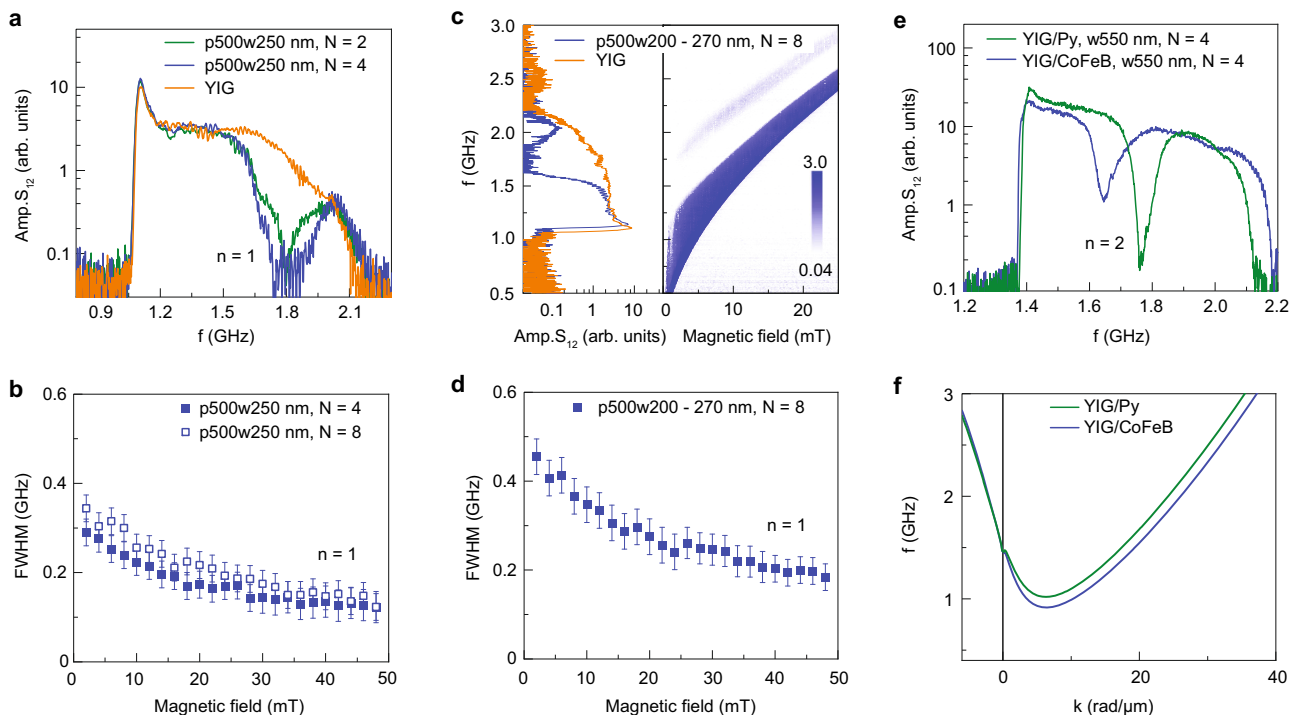 a
p500w250 nm, N = 2
p500w250 nm, N = 4
YIG
10
1
0.1
Amp.S12 (arb. units)
n = 1
0.9 1.2 1.5 1.8 2.1
f (GHz)
c
p500w200 - 270 nm, N = 8
YIG
3.0
2.5
2.0
1.5
1.0
0.5
f (GHz)
3.0
0.04
0.1 1 10
0 10 20
Amp.S12 (arb. units)
Magnetic field (mT)
e
YIG/Py, w550 nm, N = 4
YIG/CoFeB, w550 nm, N = 4
100
10
1
0.1
Amp.S12 (arb. units)
n = 2
1.2 1.4 1.6 1.8 2.0 2.2
f (GHz)
b
p500w250 nm, N = 4
p500w250 nm, N = 8
0.6
0.4
0.2
0
FWHM (GHz)
n = 1
0 10 20 30 40 50
Magnetic field (mT)
d
p500w200 - 270 nm, N = 8
0.6
0.4
0.2
0
FWHM (GHz)
n = 1
0 10 20 30 40 50
Magnetic field (mT)
f
YIG/Py
YIG/CoFeB
3
2
1
f (GHz)
0 20 40
k (rad/μm)